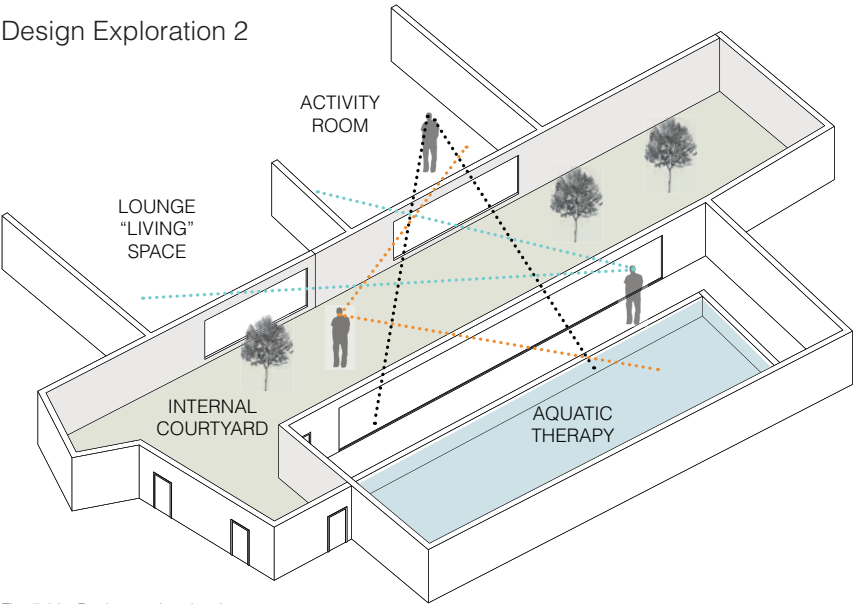 Design Exploration 2
ACTIVITY
ROOM
LOUNGE
“LIVING”
SPACE
INTERNAL
COURTYARD
AQUATIC
THERAPY